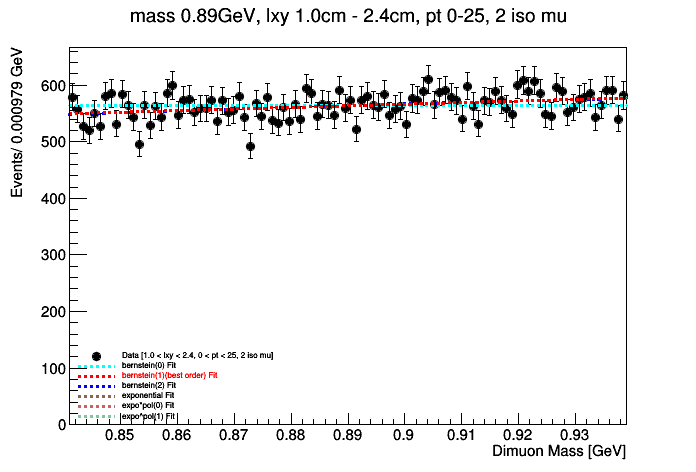 mass 0.89GeV, lxy 1.0cm - 2.4cm, pt 0-25, 2 iso mu
Events/ 0.000979 GeV
600
500
400
300
200
100
0
Data [1.0 < lxy < 2.4, 0 < pt < 25, 2 iso mu]
bernstein(0) Fit
bernstein(1)(best order) Fit
bernstein(2) Fit
exponential Fit
expo*pol(0) Fit
expo*pol(1) Fit
0.85 0.86 0.87 0.88 0.89 0.9 0.91 0.92 0.93
Dimuon Mass [GeV]